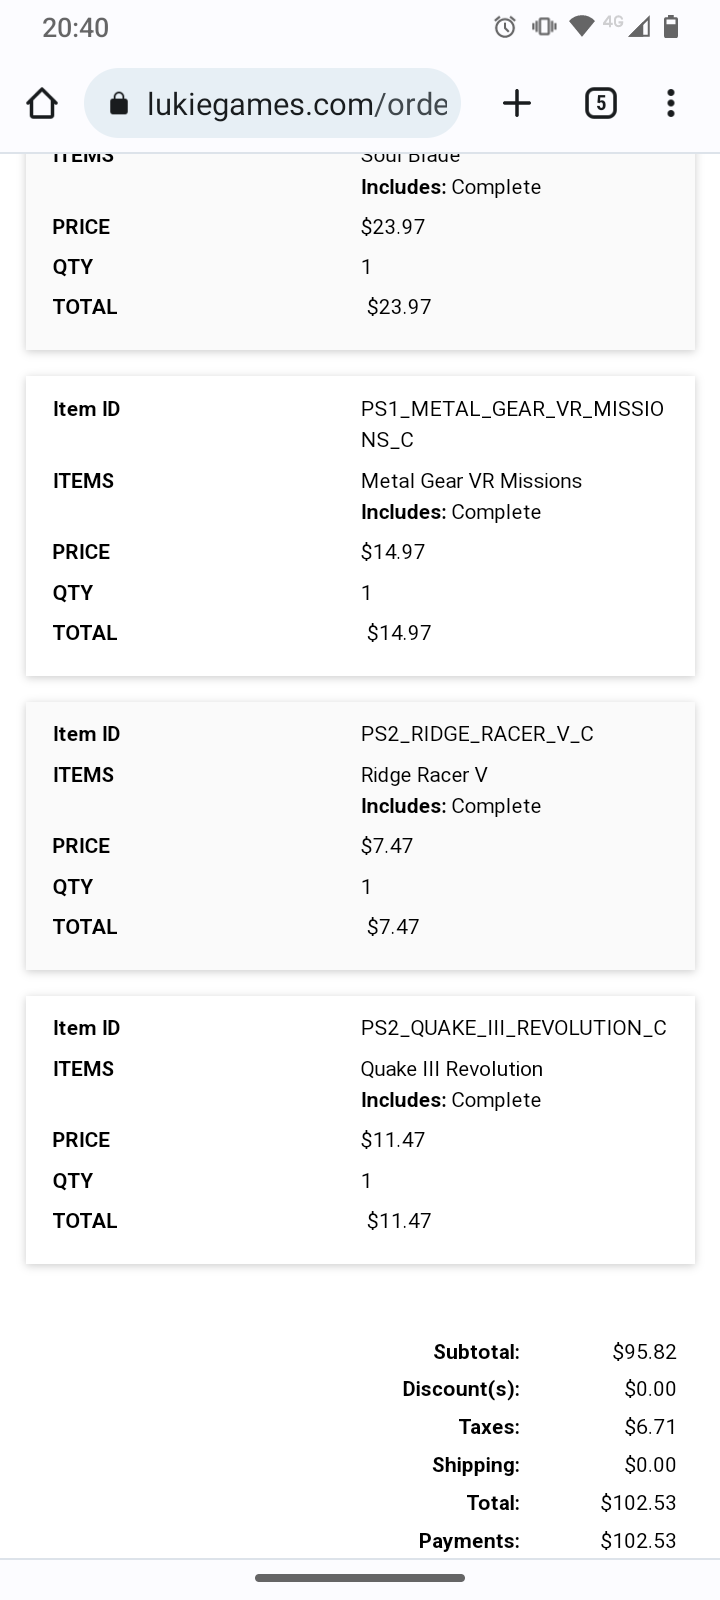 20:40
4G
lukiegames.com/orde
5
ITEMS Soul Blade
Includes: Complete
PRICE $23.97
QTY 1
TOTAL $23.97
Item ID PS1_METAL_GEAR_VR_MISSIO
NS_C
ITEMS Metal Gear VR Missions
Includes: Complete
PRICE $14.97
QTY 1
TOTAL $14.97
Item ID PS2_RIDGE_RACER_V_C
ITEMS Ridge Racer V
Includes: Complete
PRICE $7.47
QTY 1
TOTAL $7.47
Item ID PS2_QUAKE_III_REVOLUTION_C
ITEMS Quake III Revolution
Includes: Complete
PRICE $11.47
QTY 1
TOTAL $11.47
Subtotal: $95.82
Discount(s): $0.00
Taxes: $6.71
Shipping: $0.00
Total: $102.53
Payments: $102.53